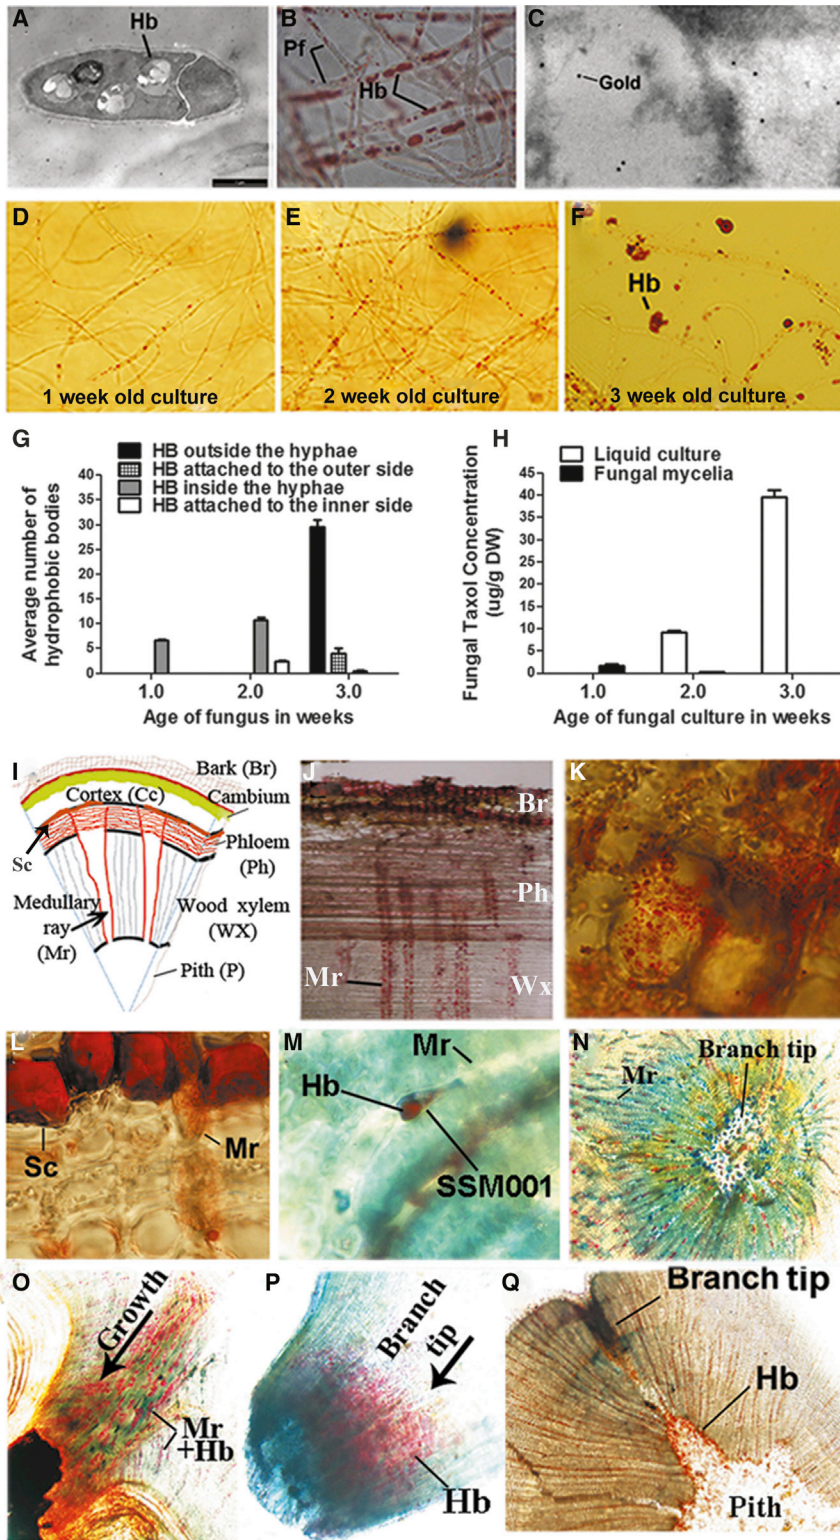 A
Hb
B
Pf
Hb
C
Gold
D
1 week old culture
E
2 week old culture
F
Hb
3 week old culture
G
HB outside the hyphae
HB attached to the outer side
HB inside the hyphae
HB attached to the inner side
Average number of
hydrophobic bodies
40
35
30
25
20
15
10
5
0
1.0
2.0
3.0
Age of fungus in weeks
H
Liquid culture
Fungal mycelia
Fungal Taxol Concentration
(ug/g DW)
45
40
35
30
25
20
15
10
5
0
1.0
2.0
3.0
Age of fungal culture in weeks
I
Bark (Br)
Cortex (Cc)
Cambium
Sc
Phloem
(Ph)
Medullary
ray
(Mr)
Wood xylem
(WX)
Pith (P)
J
Br
Ph
Mr
Wx
K
L
Sc
Mr
M
Mr
Hb
SSM001
N
Branch tip
Mr
O
Growth
Mr
+Hb
P
Branch
tip
Hb
Q
Branch tip
Hb
Pith